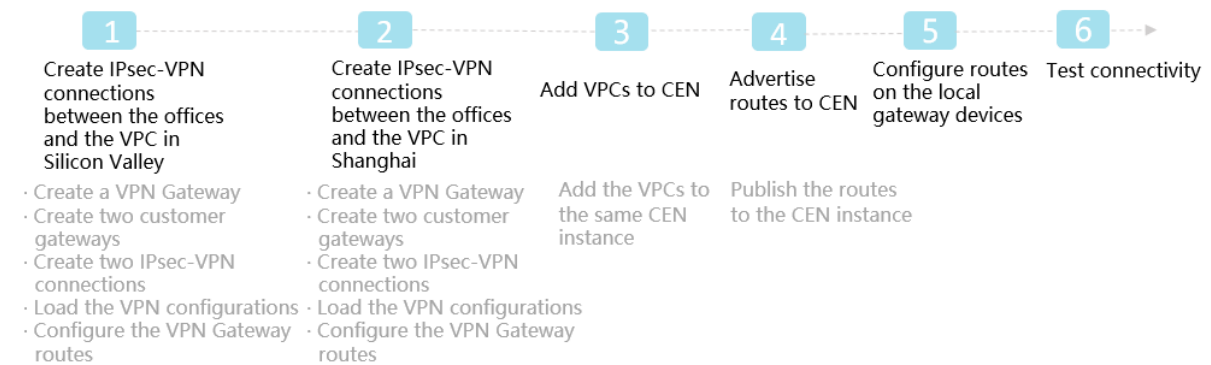 1
Create IPsec-VPN
connections
between the offices
and the VPC in
Silicon Valley
· Create a VPN Gateway
· Create two customer
gateways
· Create two IPsec-VPN
connections
· Load the VPN configurations
· Configure the VPN Gateway
routes
2
Create IPsec-VPN
connections
between the offices
and the VPC in
Shanghai
· Create a VPN Gateway
· Create two customer
gateways
· Create two IPsec-VPN
connections
· Load the VPN configurations
· Configure the VPN Gateway
routes
3
Add VPCs to CEN
Add the VPCs to
the same CEN
instance
4
Advertise
routes to CEN
Publish the routes
to the CEN instance
5
Configure routes
on the local
gateway devices
6
Test connectivity